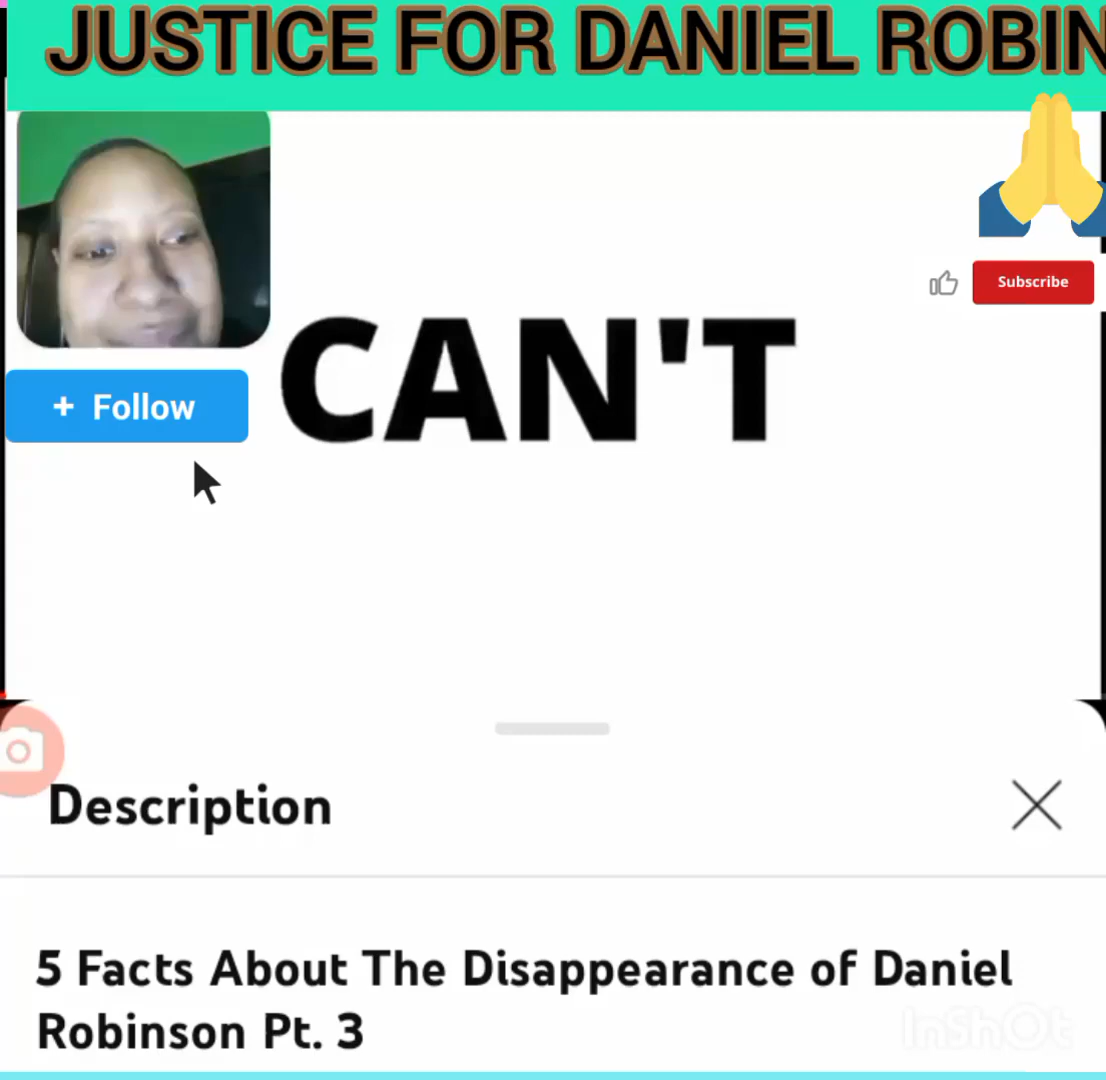 JUSTICE FOR DANIEL ROBIN
Subscribe
CAN'T
+ Follow
Description
5 Facts About The Disappearance of Daniel
Robinson Pt. 3
InShOt